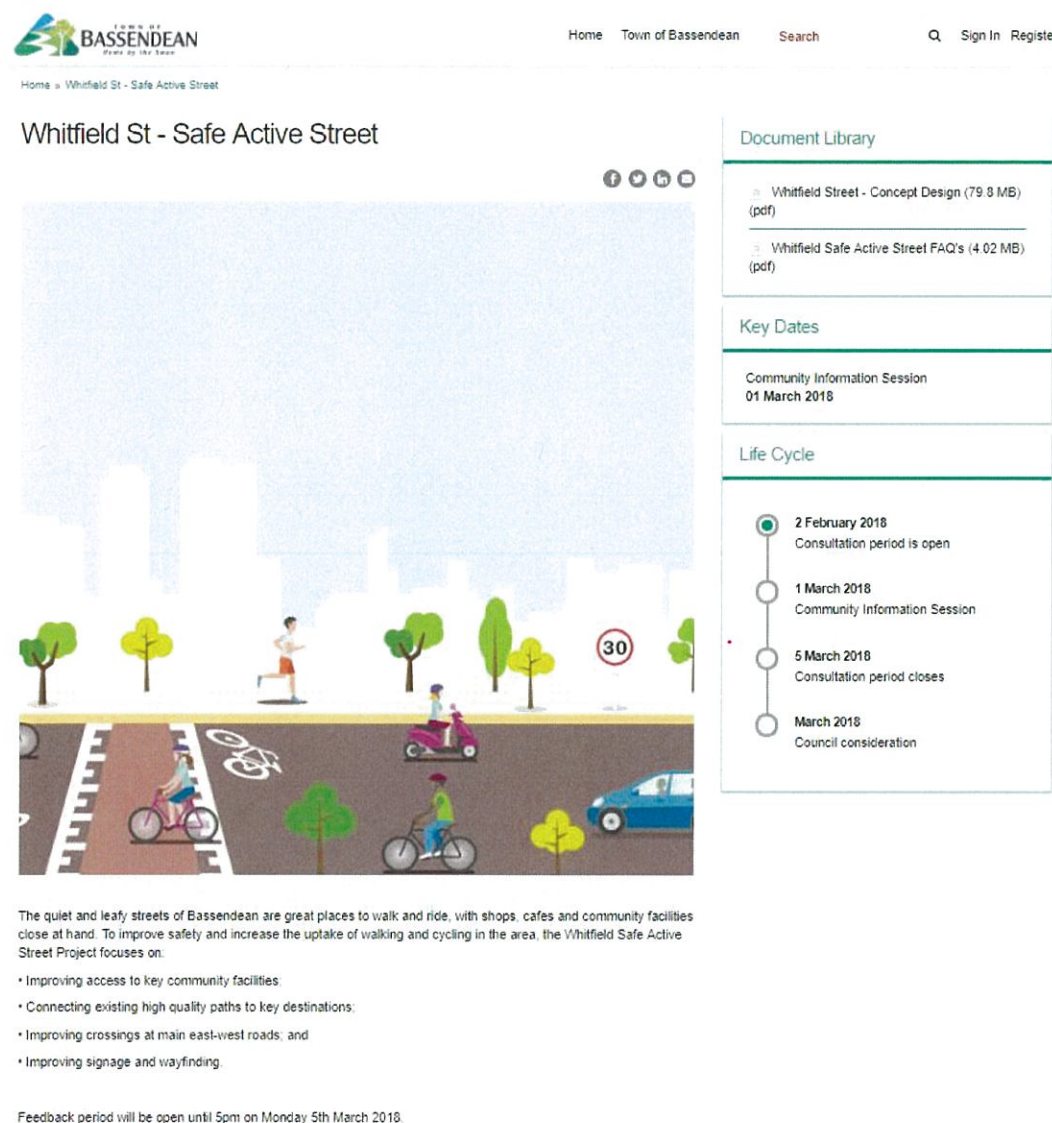 TOWN OF
BASSENDEAN
Home by the Swan
Home Town of Bassendean Search Sign In Registe
Home » Whitfield St - Safe Active Street
Whitfield St - Safe Active Street
30
The quiet and leafy streets of Bassendean are great places to walk and ride, with shops, cafes and community facilities
close at hand. To improve safety and increase the uptake of walking and cycling in the area, the Whitfield Safe Active
Street Project focuses on:
• Improving access to key community facilities;
• Connecting existing high quality paths to key destinations;
• Improving crossings at main east-west roads; and
• Improving signage and wayfinding.
Feedback period will be open until 5pm on Monday 5th March 2018.
Document Library
Whitfield Street - Concept Design (79.8 MB)
(pdf)
Whitfield Safe Active Street FAQ's (4.02 MB)
(pdf)
Key Dates
Community Information Session
01 March 2018
Life Cycle
2 February 2018
Consultation period is open
1 March 2018
Community Information Session
5 March 2018
Consultation period closes
March 2018
Council consideration